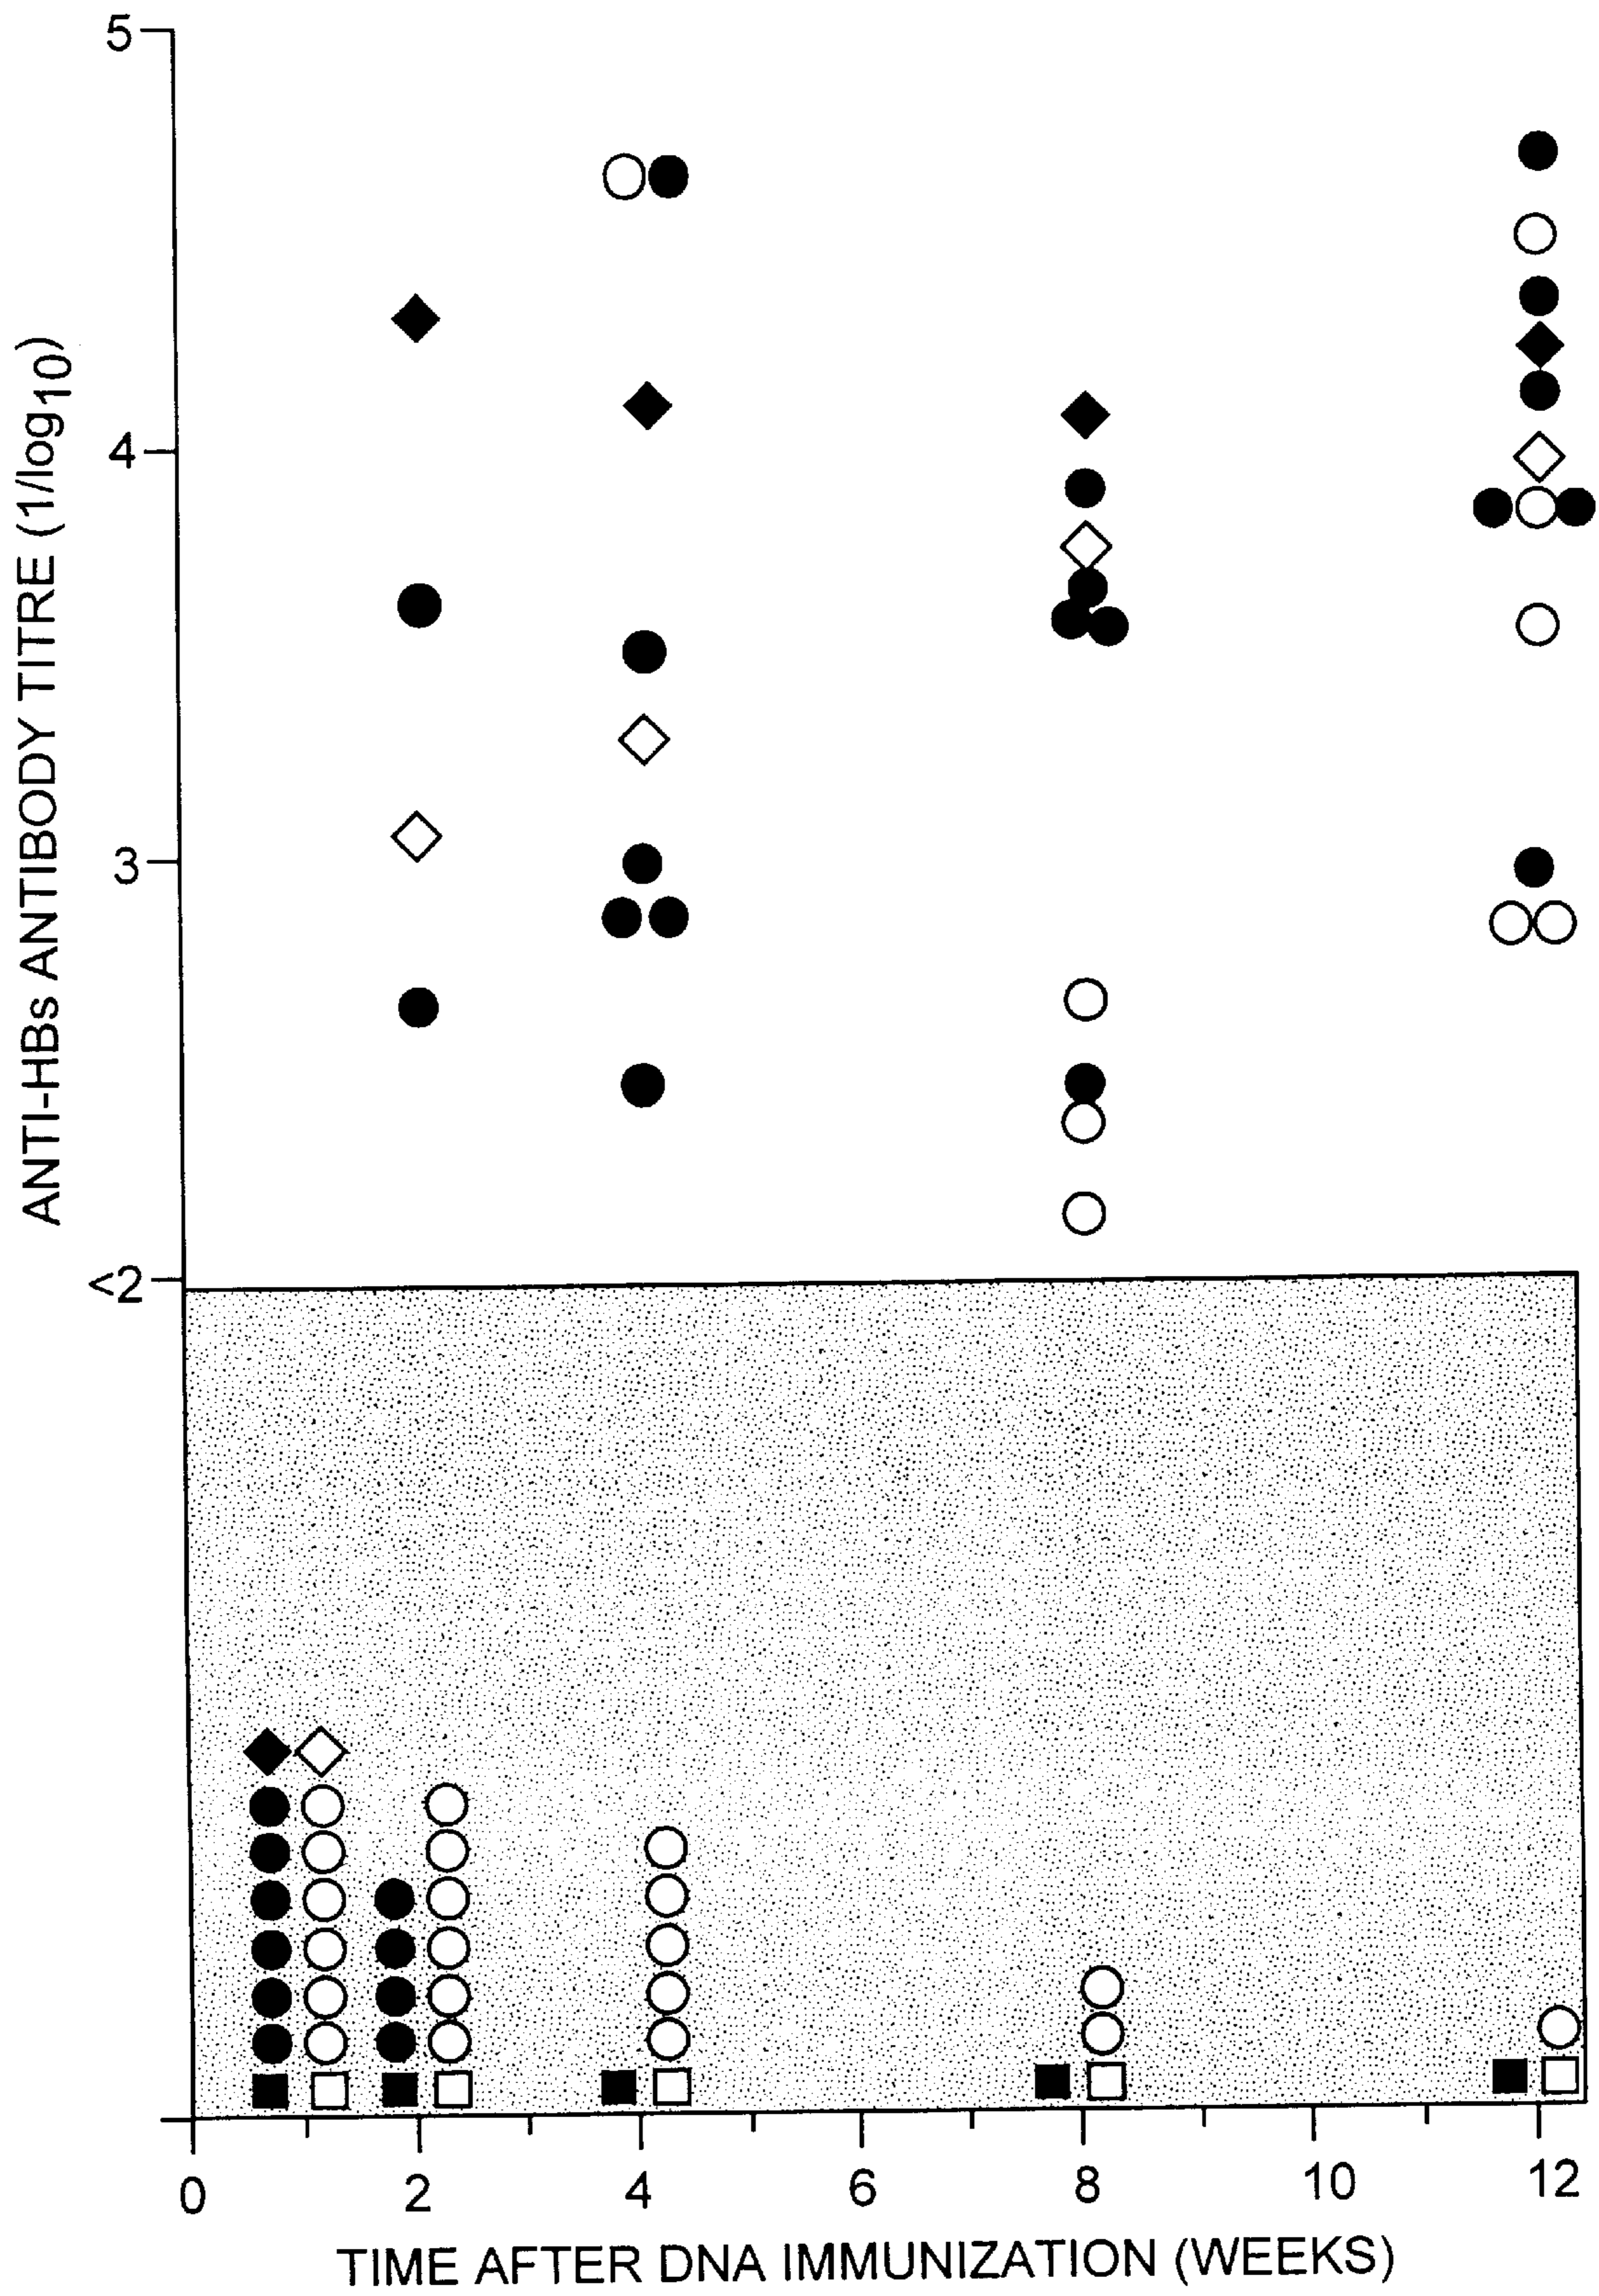 5
4
3
<2
ANTI-HBs ANTIBODY TITRE (1/log10)
0 2 4 6 8 10 12
TIME AFTER DNA IMMUNIZATION (WEEKS)